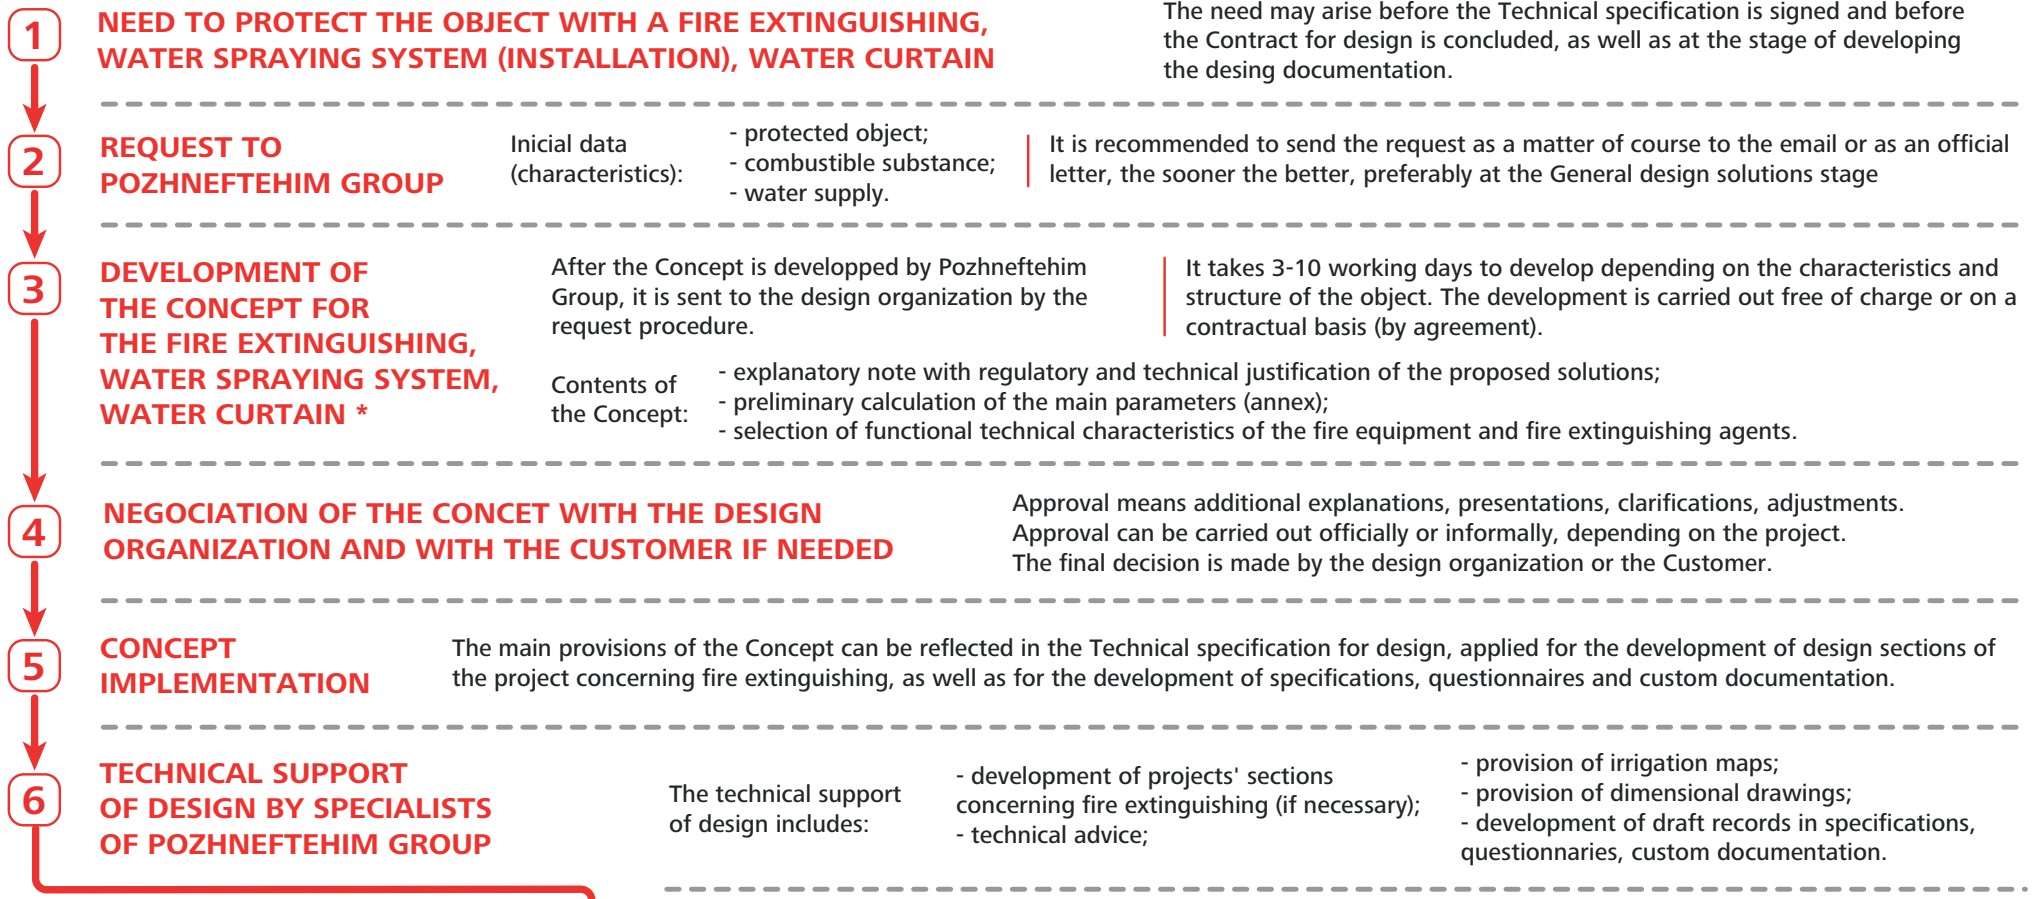 1
NEED TO PROTECT THE OBJECT WITH A FIRE EXTINGUISHING,
WATER SPRAYING SYSTEM (INSTALLATION), WATER CURTAIN
The need may arise before the Technical specification is signed and before
the Contract for design is concluded, as well as at the stage of developing
the desing documentation.
2
REQUEST TO
POZHNEFTEHIM GROUP
Inicial data
(characteristics):
- protected object;
- combustible substance;
- water supply.
It is recommended to send the request as a matter of course to the email or as an official
letter, the sooner the better, preferably at the General design solutions stage
3
DEVELOPMENT OF
THE CONCEPT FOR
THE FIRE EXTINGUISHING,
WATER SPRAYING SYSTEM,
WATER CURTAIN *
After the Concept is developped by Pozhneftehim
Group, it is sent to the design organization by the
request procedure.
It takes 3-10 working days to develop depending on the characteristics and
structure of the object. The development is carried out free of charge or on a
contractual basis (by agreement).
Contents of
the Concept:
- explanatory note with regulatory and technical justification of the proposed solutions;
- preliminary calculation of the main parameters (annex);
- selection of functional technical characteristics of the fire equipment and fire extinguishing agents.
4
NEGOCIATION OF THE CONCET WITH THE DESIGN
ORGANIZATION AND WITH THE CUSTOMER IF NEEDED
Approval means additional explanations, presentations, clarifications, adjustments.
Approval can be carried out officially or informally, depending on the project.
The final decision is made by the design organization or the Customer.
5
CONCEPT
IMPLEMENTATION
The main provisions of the Concept can be reflected in the Technical specification for design, applied for the development of design sections of
the project concerning fire extinguishing, as well as for the development of specifications, questionnaires and custom documentation.
6
TECHNICAL SUPPORT
OF DESIGN BY SPECIALISTS
OF POZHNEFTEHIM GROUP
The technical support
of design includes:
- development of projects' sections
concerning fire extinguishing (if necessary);
- technical advice;
- provision of irrigation maps;
- provision of dimensional drawings;
- development of draft records in specifications,
questionnaries, custom documentation.